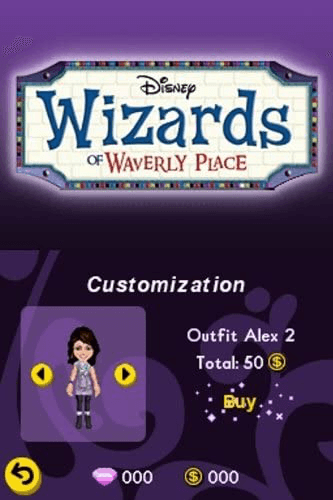 Disney
Wizards
OF WAVERLY PLACE
Customization
Outfit Alex 2
Total: 50 $
Buy
000 $ 000